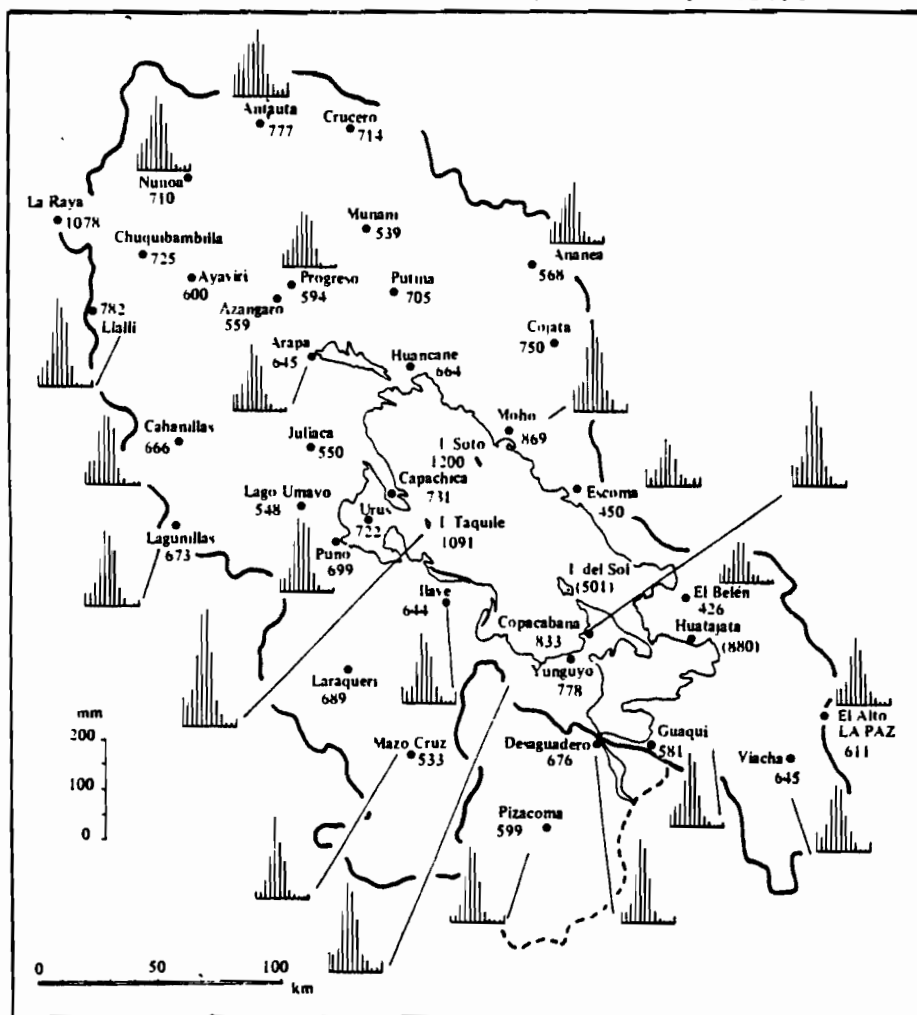 Antauta
777
Crucero
714
Nunoa
710
La Raya
1078
Munani
539
Chuquibambilla
725
Ananea
568
Ayaviri
600
Progreso
594
Putina
705
Azangaro
559
782
Llalli
Cojata
750
Arapa
645
Huancane
664
Moho
869
Cabanillas
666
Juliaca
550
I. Soto
1200
Capachica
731
Escoma
450
Lago Umayo
548
Urus
722
I. Taquile
1091
Lagunillas
673
Puno
699
I. del Sol
(501)
El Belén
426
Ilave
644
Copacabana
833
Huatajata
(880)
Yunguyo
778
Laraqueri
689
mm
200
100
0
Mazo Cruz
533
Desaguadero
676
Guaqui
581
El Alto
LA PAZ
611
Viacha
645
Pizacoma
599
0 50 100
km